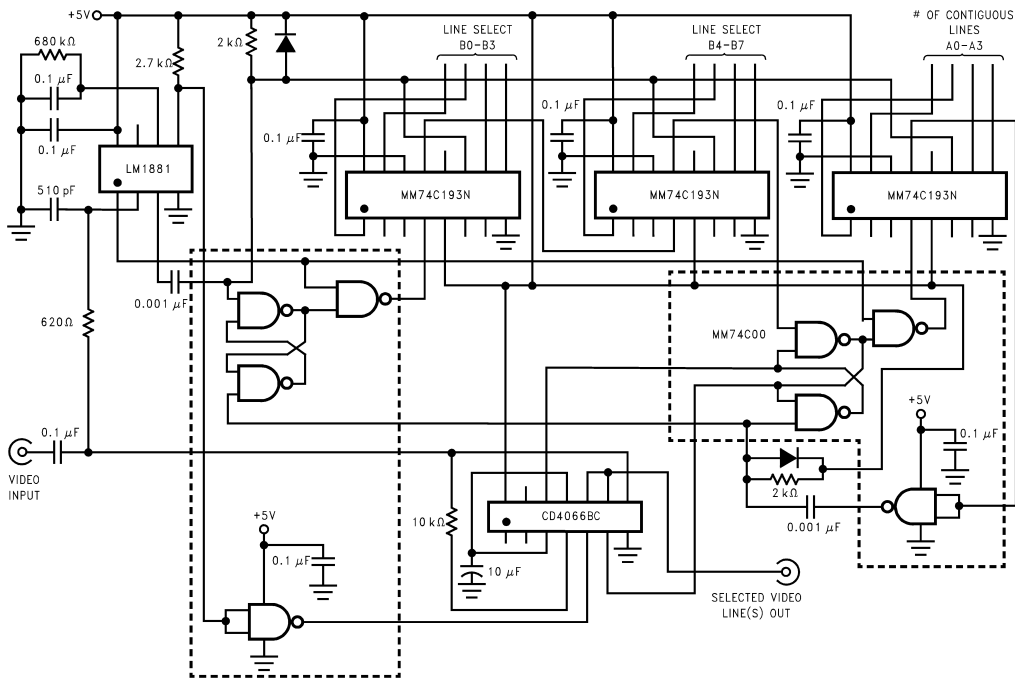 +5V
680 kΩ
0.1 μF
0.1 μF
2.7 kΩ
2 kΩ
LINE SELECT
B0-B3
LINE SELECT
B4-B7
# OF CONTIGUOUS
LINES
A0-A3
0.1 μF
0.1 μF
0.1 μF
LM1881
510 pF
MM74C193N
MM74C193N
MM74C193N
0.001 μF
620Ω
MM74C00
+5V
0.1 μF
0.1 μF
VIDEO
INPUT
2 kΩ
0.001 μF
10 kΩ
CD4066BC
+5V
0.1 μF
10 μF
SELECTED VIDEO
LINE(S) OUT